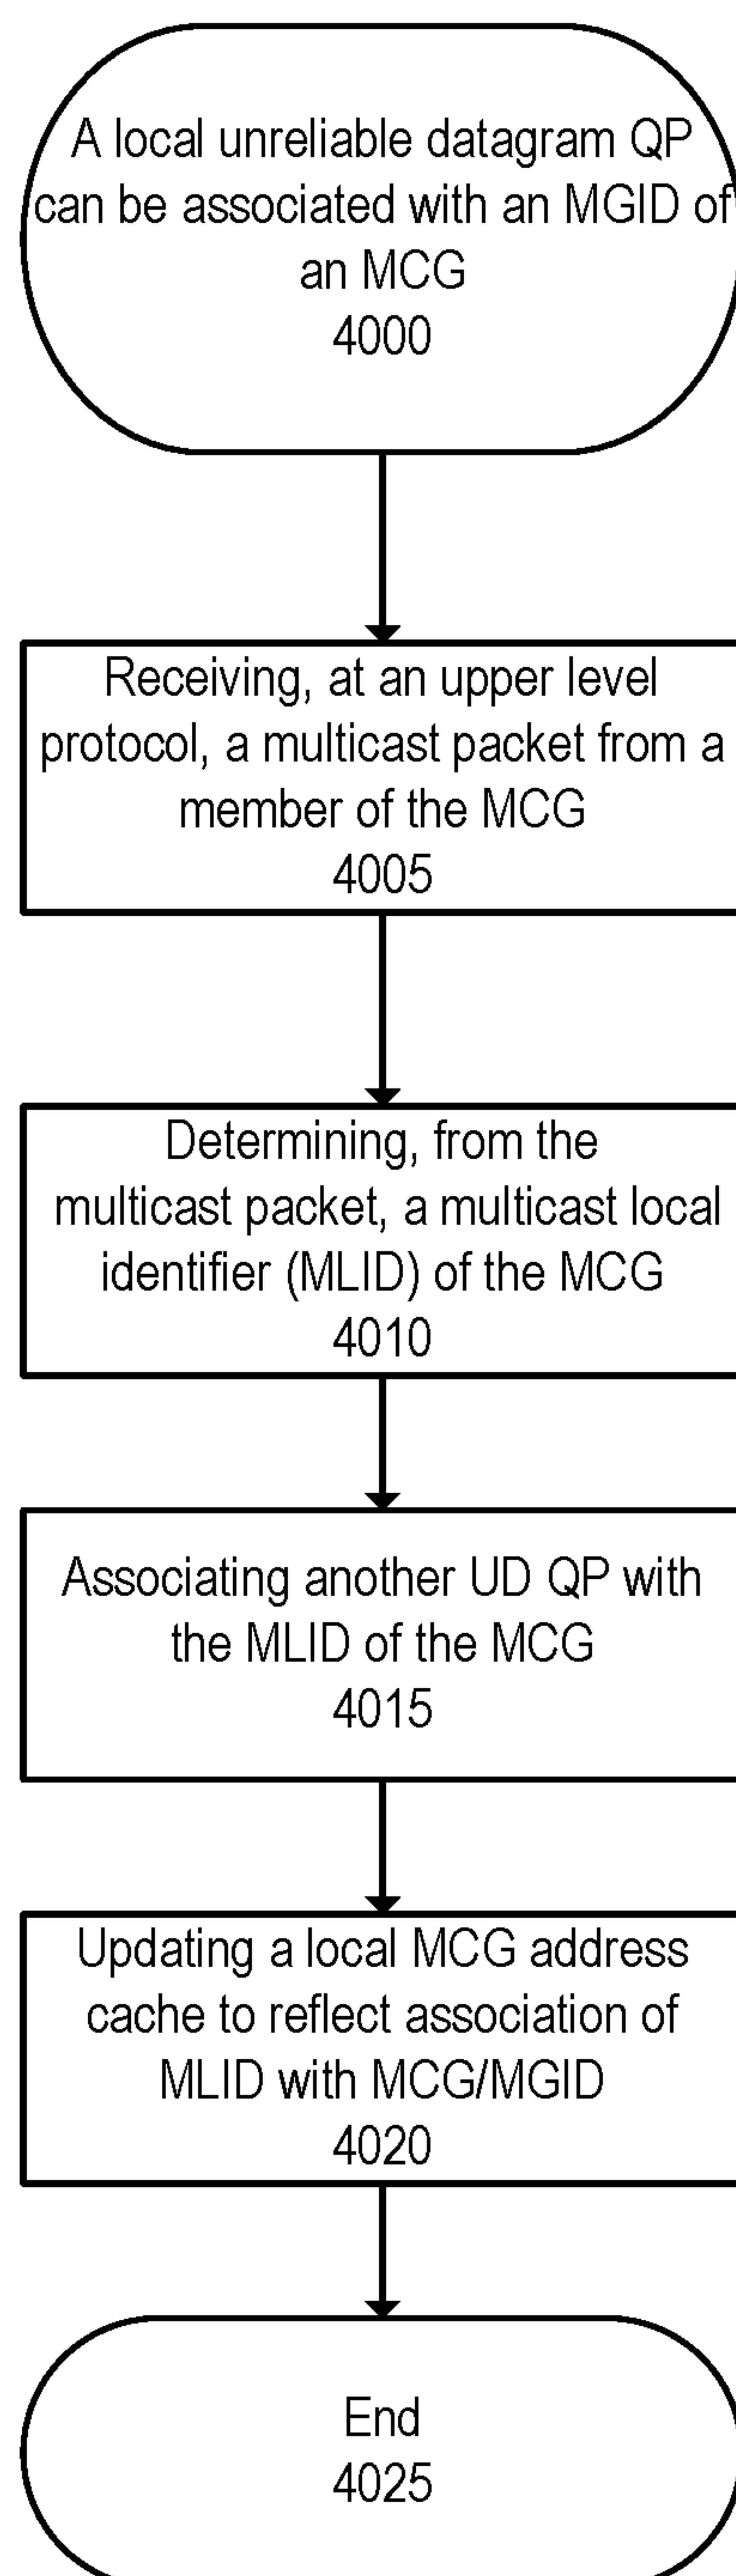 A local unreliable datagram QP
can be associated with an MGID of
an MCG
4000
Receiving, at an upper level
protocol, a multicast packet from a
member of the MCG
4005
Determining, from the
multicast packet, a multicast local
identifier (MLID) of the MCG
4010
Associating another UD QP with
the MLID of the MCG
4015
Updating a local MCG address
cache to reflect association of
MLID with MCG/MGID
4020
End
4025